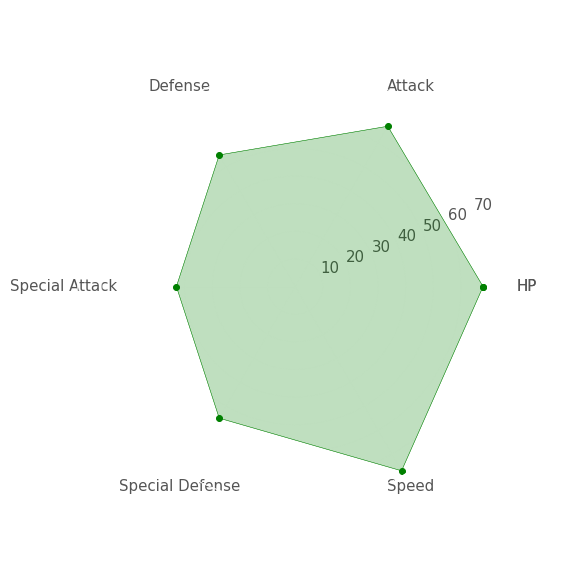 Defense
Attack
70
60
50
40
30
20
10
Special Attack
HP
Special Defense
Speed